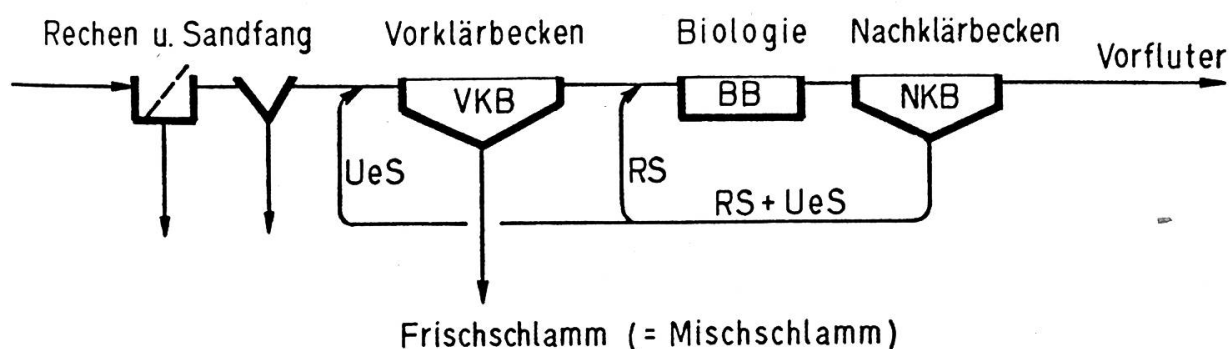 Rechen u. Sandfang
Vorklärbecken
Biologie
Nachklärbecken
Vorfluter
VKB
BB
NKB
UeS
RS
RS + UeS
Frischschlamm (= Mischschlamm)